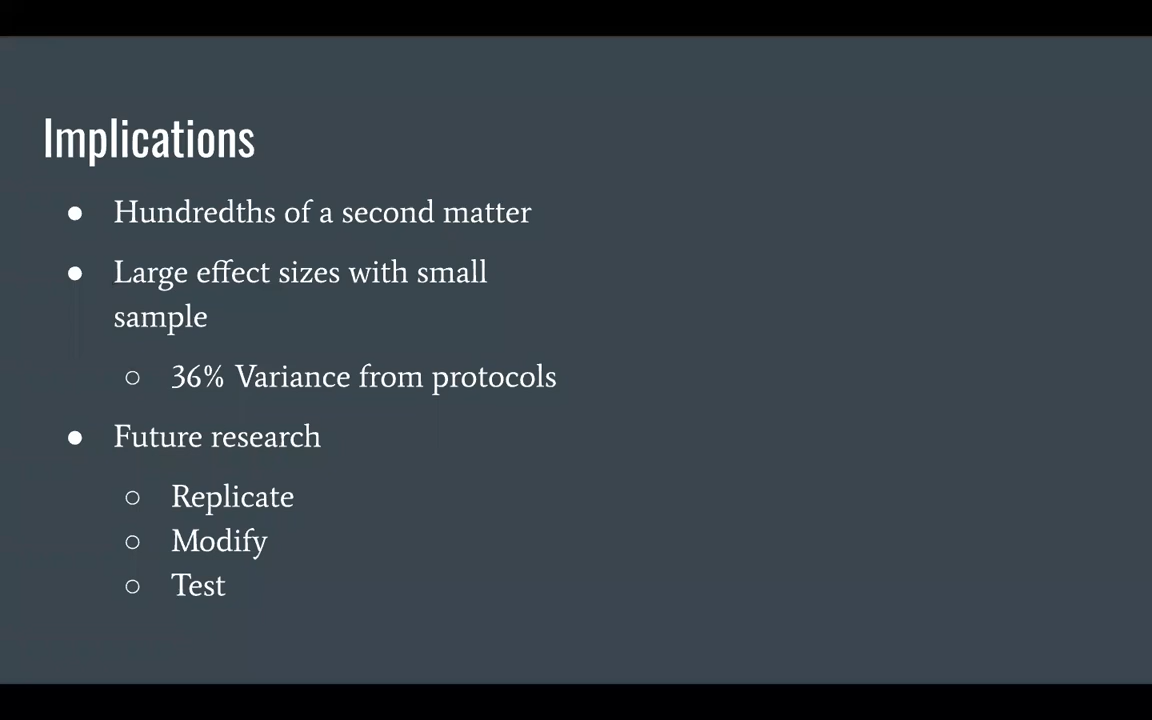 Implications
● Hundredths of a second matter
● Large effect sizes with small
sample
○ 36% Variance from protocols
● Future research
○ Replicate
○ Modify
○ Test